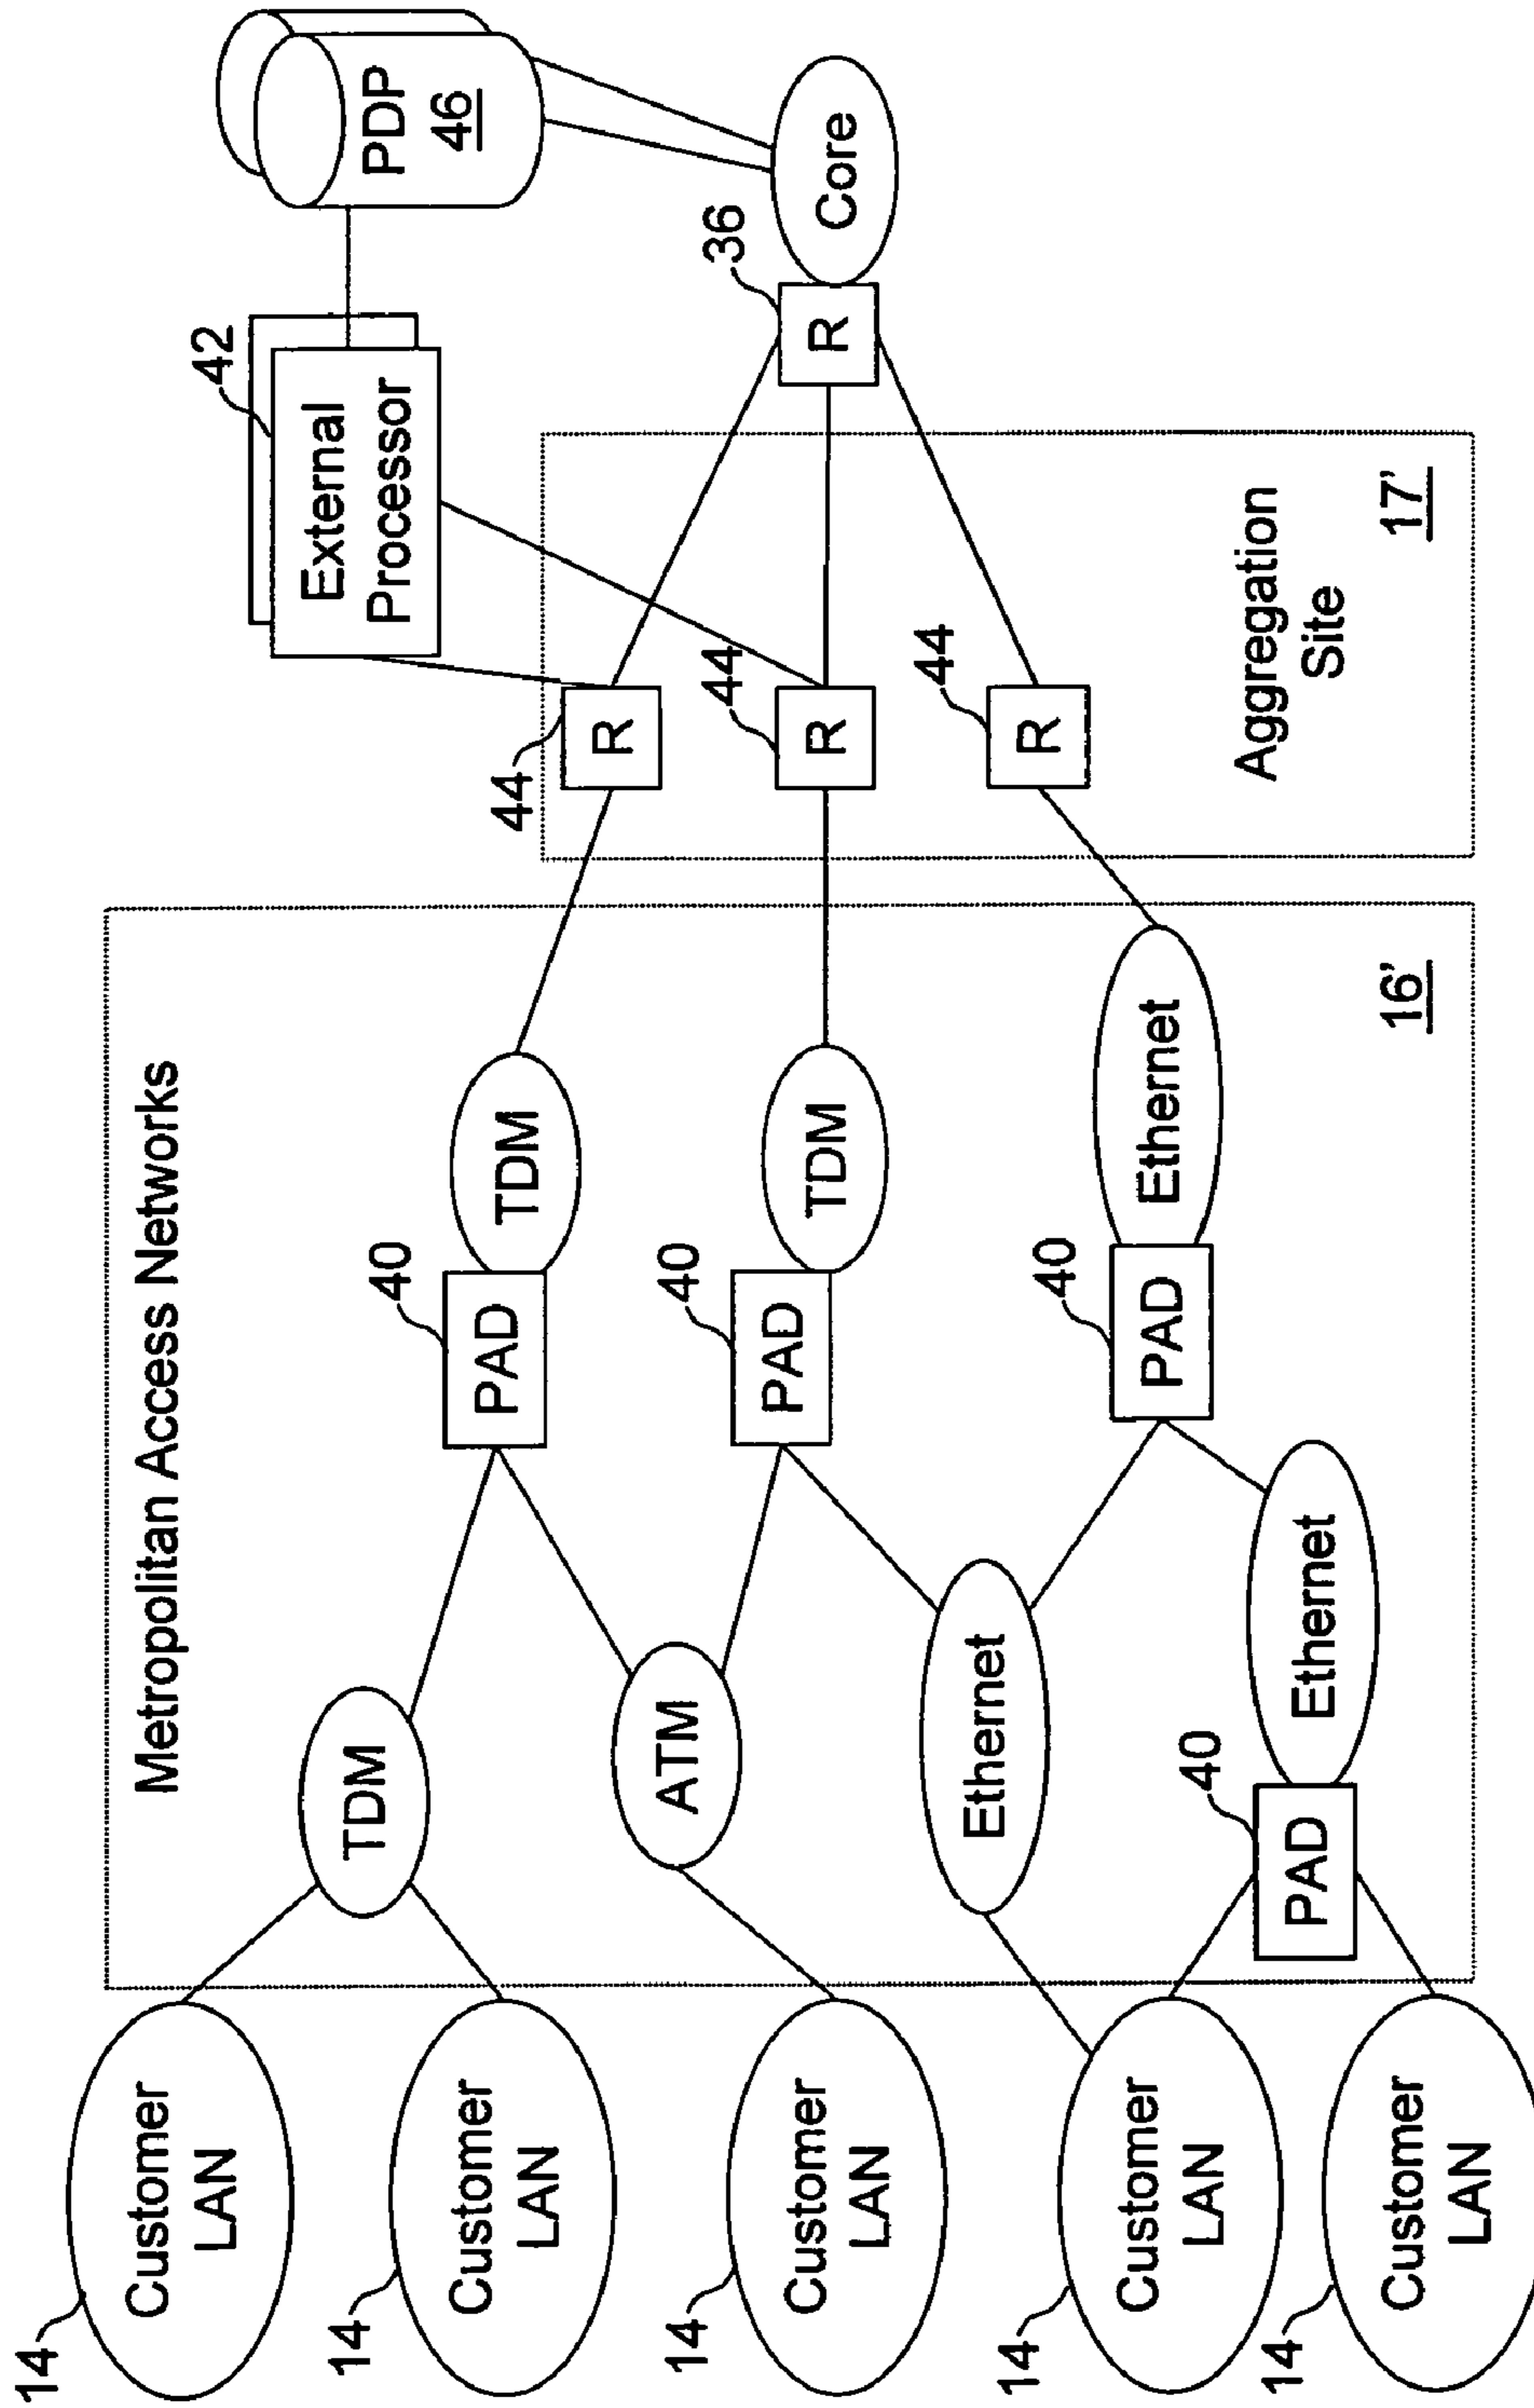 Metropolitan Access Networks
14
Customer
LAN
14
Customer
LAN
14
Customer
LAN
14
Customer
LAN
14
Customer
LAN
TDM
ATM
Ethernet
40
PAD
Ethernet
40
PAD
TDM
40
PAD
TDM
40
PAD
Ethernet
16'
44
R
44
R
44
R
Aggregation
Site
17'
42
External
Processor
PDP
46
36
R
Core